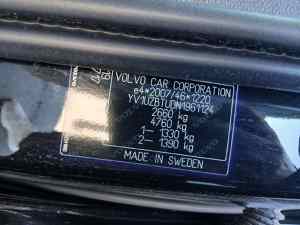 VOLVO CAR CORPORATION
e4*2007/46*1220
YV1UZBTUDN1961124
2660 kg
4760 kg
1— 1330 kg
2— 1390 kg
MADE IN SWEDEN